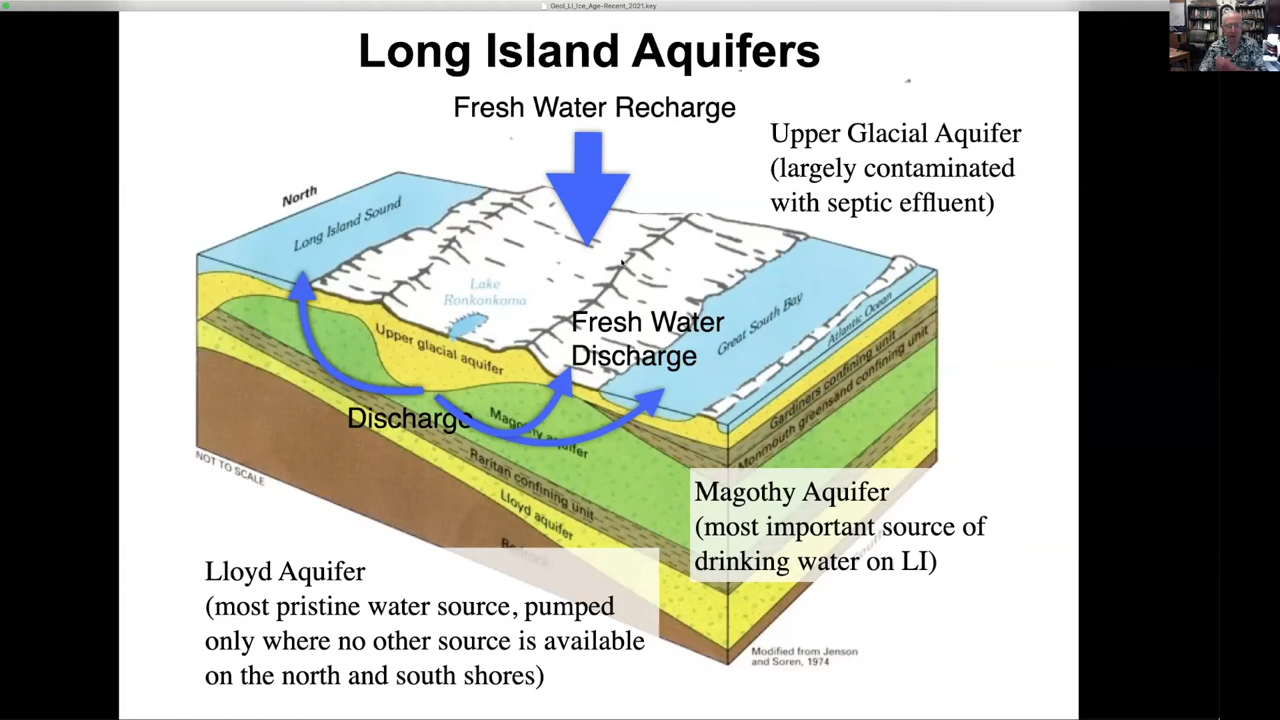 Geol_LI_Ice_Age-Recent_2021.key
Long Island Aquifers
Fresh Water Recharge
Upper Glacial Aquifer
(largely contaminated
with septic effluent)
North
Long Island Sound
Lake
Ronkonkoma
Fresh Water
Discharge
Great South Bay
Atlantic Ocean
Upper glacial aquifer
Gardiners confining unit
Monmouth greensand confining unit
Discharge
Magothy aquifer
Raritan confining unit
Lloyd aquifer
Bedrock
NOT TO SCALE
Magothy Aquifer
(most important source of
drinking water on LI)
Lloyd Aquifer
(most pristine water source, pumped
only where no other source is available
on the north and south shores)
Modified from Jenson
and Soren, 1974